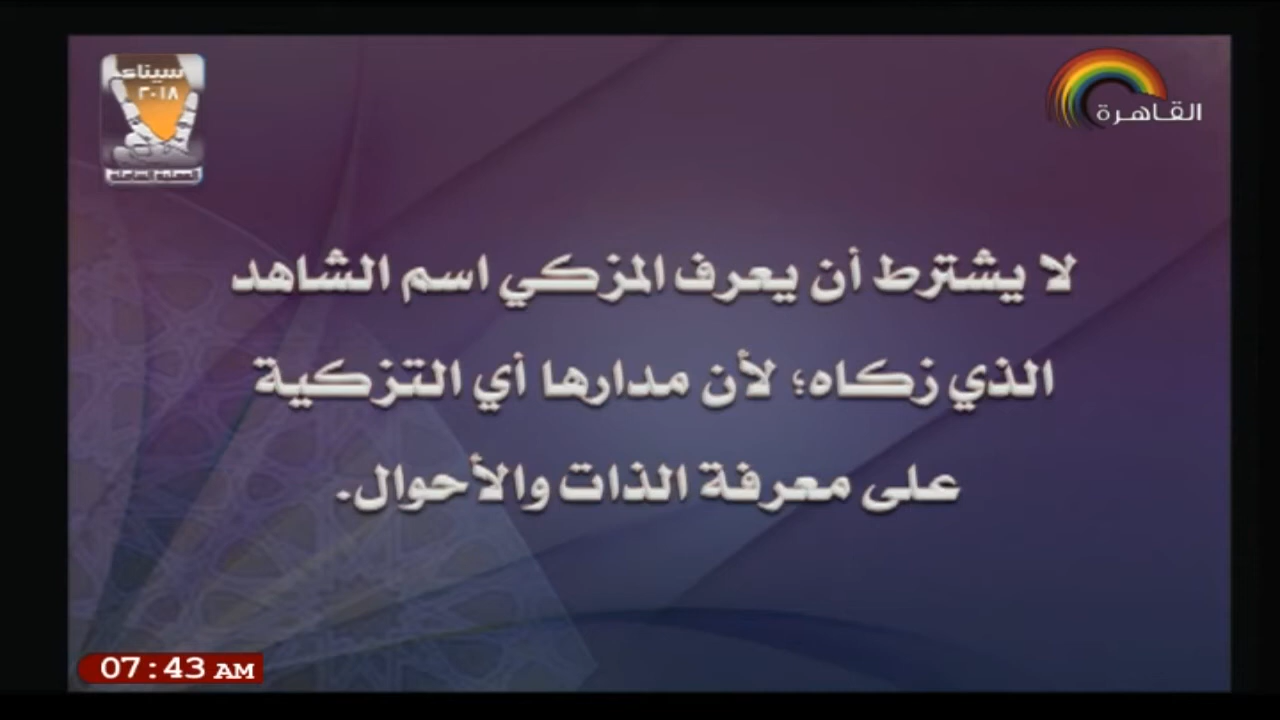 سيناء
٢٠١٨
القاهرة
لا يشترط أن يعرف المزكي اسم الشاهد
الذي زكاه؛ لأن مدارها أي التزكية
على معرفة الذات والأحوال.
07:43 AM